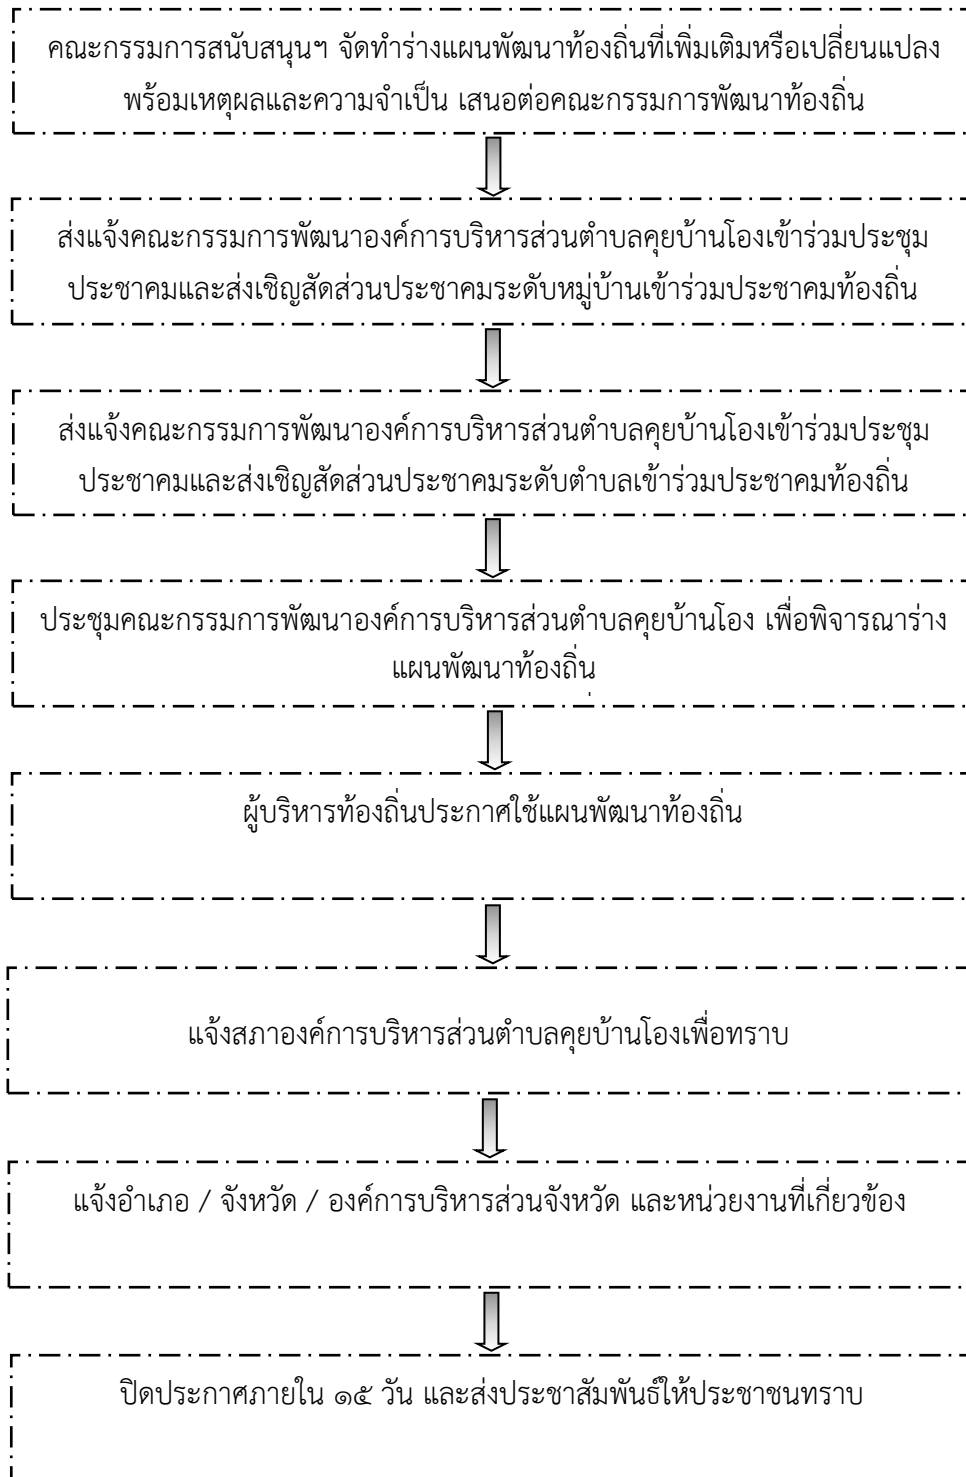 คณะกรรมการสนับสนุนฯ จัดทำร่างแผนพัฒนาท้องถิ่นที่เพิ่มเติมหรือเปลี่ยนแปลง
พร้อมเหตุผลและความจำเป็น เสนอต่อคณะกรรมการพัฒนาท้องถิ่น
ส่งแจ้งคณะกรรมการพัฒนาองค์การบริหารส่วนตำบลคุยบ้านโองเข้าร่วมประชุม
ประชาคมและส่งเชิญสัดส่วนประชาคมระดับหมู่บ้านเข้าร่วมประชาคมท้องถิ่น
ส่งแจ้งคณะกรรมการพัฒนาองค์การบริหารส่วนตำบลคุยบ้านโองเข้าร่วมประชุม
ประชาคมและส่งเชิญสัดส่วนประชาคมระดับตำบลเข้าร่วมประชาคมท้องถิ่น
ประชุมคณะกรรมการพัฒนาองค์การบริหารส่วนตำบลคุยบ้านโอง เพื่อพิจารณาร่าง
แผนพัฒนาท้องถิ่น
ผู้บริหารท้องถิ่นประกาศใช้แผนพัฒนาท้องถิ่น
แจ้งสภาองค์การบริหารส่วนตำบลคุยบ้านโองเพื่อทราบ
แจ้งอำเภอ / จังหวัด / องค์การบริหารส่วนจังหวัด และหน่วยงานที่เกี่ยวข้อง
ปิดประกาศภายใน ๑๕ วัน และส่งประชาสัมพันธ์ให้ประชาชนทราบ